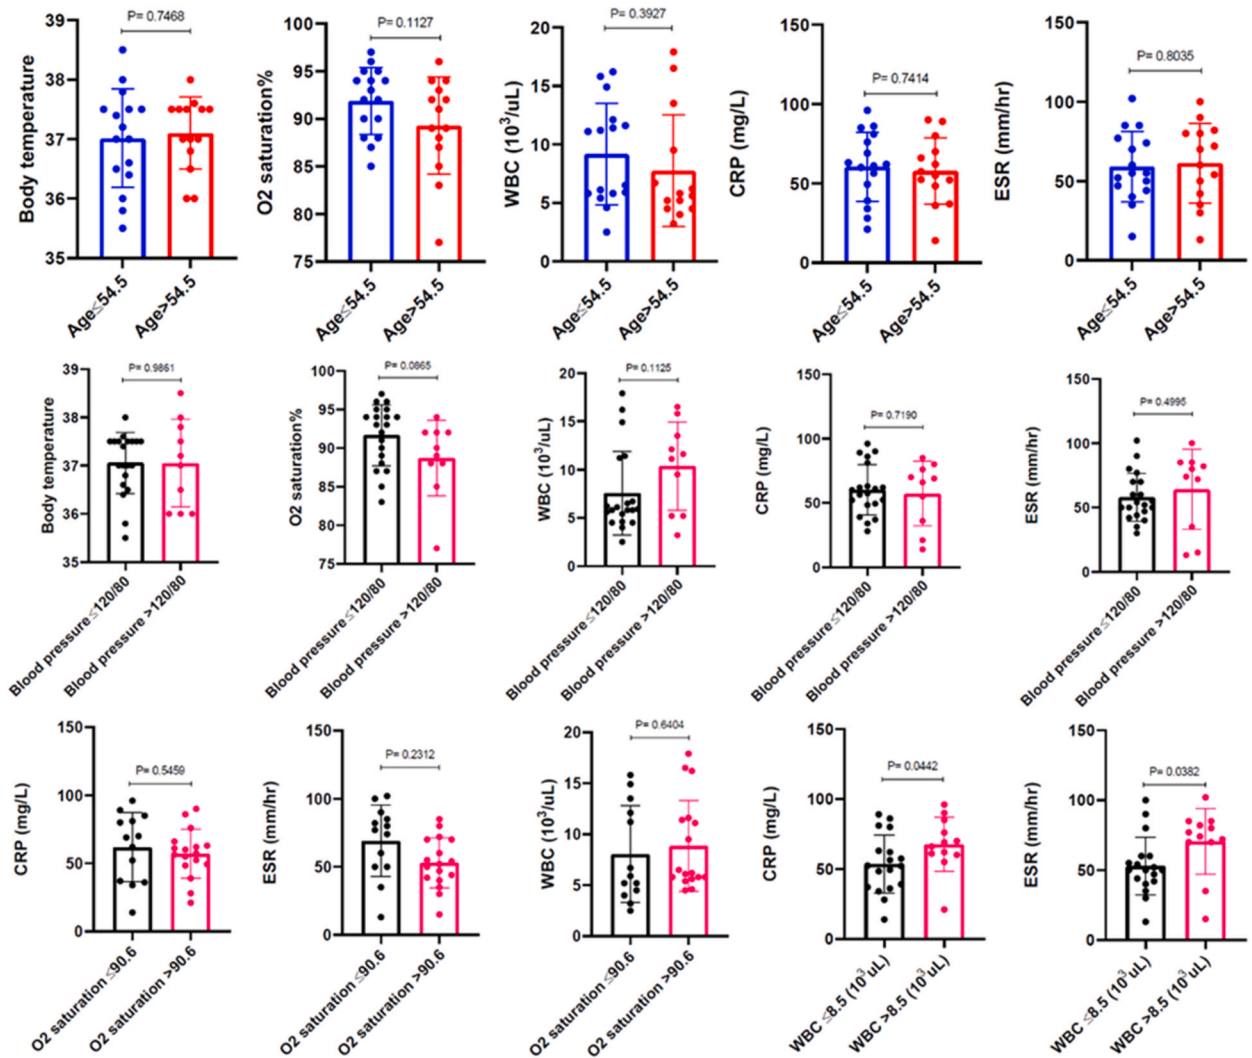 P= 0.7468
Body temperature
39
38
37
36
35
Age≤54.5
Age>54.5
P= 0.1127
O2 saturation%
100
95
90
85
80
75
Age≤54.5
Age>54.5
P= 0.3927
WBC (10³/uL)
20
15
10
5
0
Age≤54.5
Age>54.5
P= 0.7414
CRP (mg/L)
150
100
50
0
Age≤54.5
Age>54.5
P= 0.8035
ESR (mm/hr)
150
100
50
0
Age≤54.5
Age>54.5
P= 0.9861
Body temperature
39
38
37
36
35
Blood pressure ≤120/80
Blood pressure >120/80
P= 0.0865
O2 saturation%
100
95
90
85
80
75
Blood pressure ≤120/80
Blood pressure >120/80
P= 0.1125
WBC (10³/uL)
20
15
10
5
0
Blood pressure ≤120/80
Blood pressure >120/80
P= 0.7190
CRP (mg/L)
150
100
50
0
Blood pressure ≤120/80
Blood pressure >120/80
P= 0.4995
ESR (mm/hr)
150
100
50
0
Blood pressure ≤120/80
Blood pressure >120/80
P= 0.5459
CRP (mg/L)
150
100
50
0
O2 saturation ≤90.6
O2 saturation >90.6
P= 0.2312
ESR (mm/hr)
150
100
50
0
O2 saturation ≤90.6
O2 saturation >90.6
P= 0.6404
WBC (10³/uL)
20
15
10
5
0
O2 saturation ≤90.6
O2 saturation >90.6
P= 0.0442
CRP (mg/L)
150
100
50
0
WBC ≤8.5 (10³uL)
WBC >8.5 (10³uL)
P= 0.0382
ESR (mm/hr)
150
100
50
0
WBC ≤8.5 (10³uL)
WBC >8.5 (10³uL)